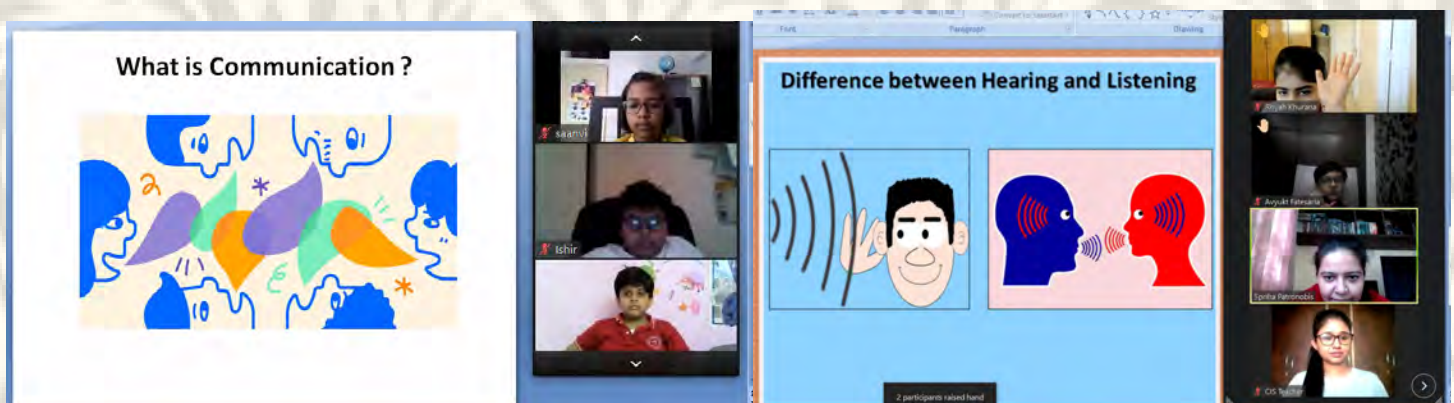 What is Communication ?
saanvi
Ishir
Font
Paragraph
Drawing
Difference between Hearing and Listening
Khurana
Avyukt Fatesaria
Spriha Patronobis
CIS Teacher
2 participants raised hand